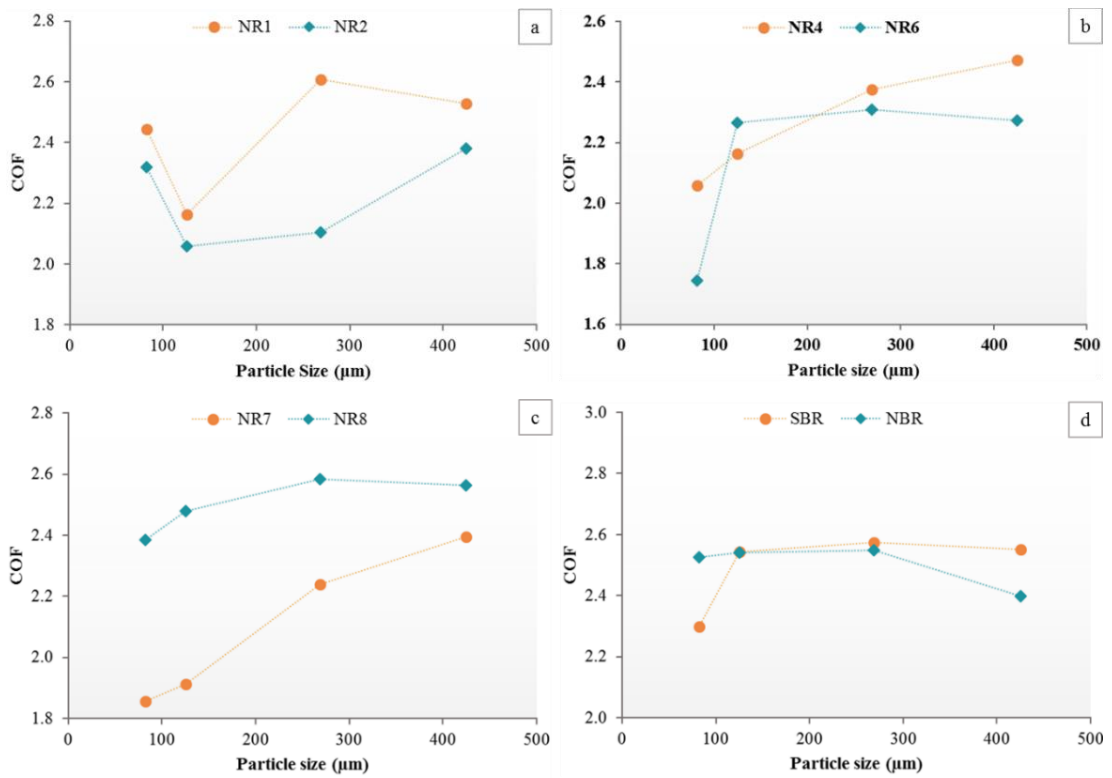 NR1 NR2
a
2.8
2.6
2.4
2.2
2.0
1.8
COF
0 100 200 300 400 500
Particle Size (µm)
NR4 NR6
b
2.6
2.4
2.2
2.0
1.8
1.6
COF
0 100 200 300 400 500
Particle size (µm)
NR7 NR8
c
2.8
2.6
2.4
2.2
2.0
1.8
COF
0 100 200 300 400 500
Particle size (µm)
SBR NBR
d
3.0
2.8
2.6
2.4
2.2
2.0
COF
0 100 200 300 400 500
Particle size (µm)